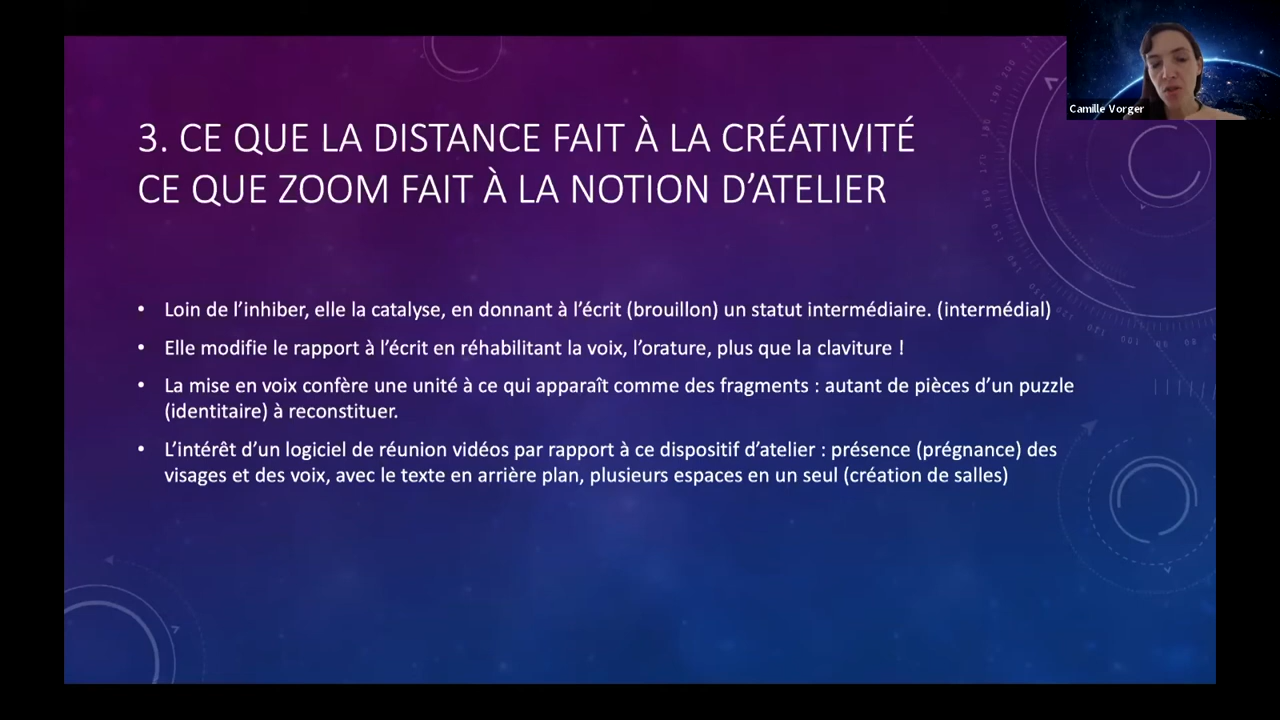 Camille Vorger
3. CE QUE LA DISTANCE FAIT À LA CRÉATIVITÉ
CE QUE ZOOM FAIT À LA NOTION D'ATELIER
• Loin de l'inhiber, elle la catalyse, en donnant à l'écrit (brouillon) un statut intermédiaire. (intermédial)
• Elle modifie le rapport à l'écrit en réhabilitant la voix, l'orature, plus que la claviture !
• La mise en voix confère une unité à ce qui apparaît comme des fragments : autant de pièces d'un puzzle
(identitaire) à reconstituer.
• L'intérêt d'un logiciel de réunion vidéos par rapport à ce dispositif d'atelier : présence (prégnance) des
visages et des voix, avec le texte en arrière plan, plusieurs espaces en un seul (création de salles)